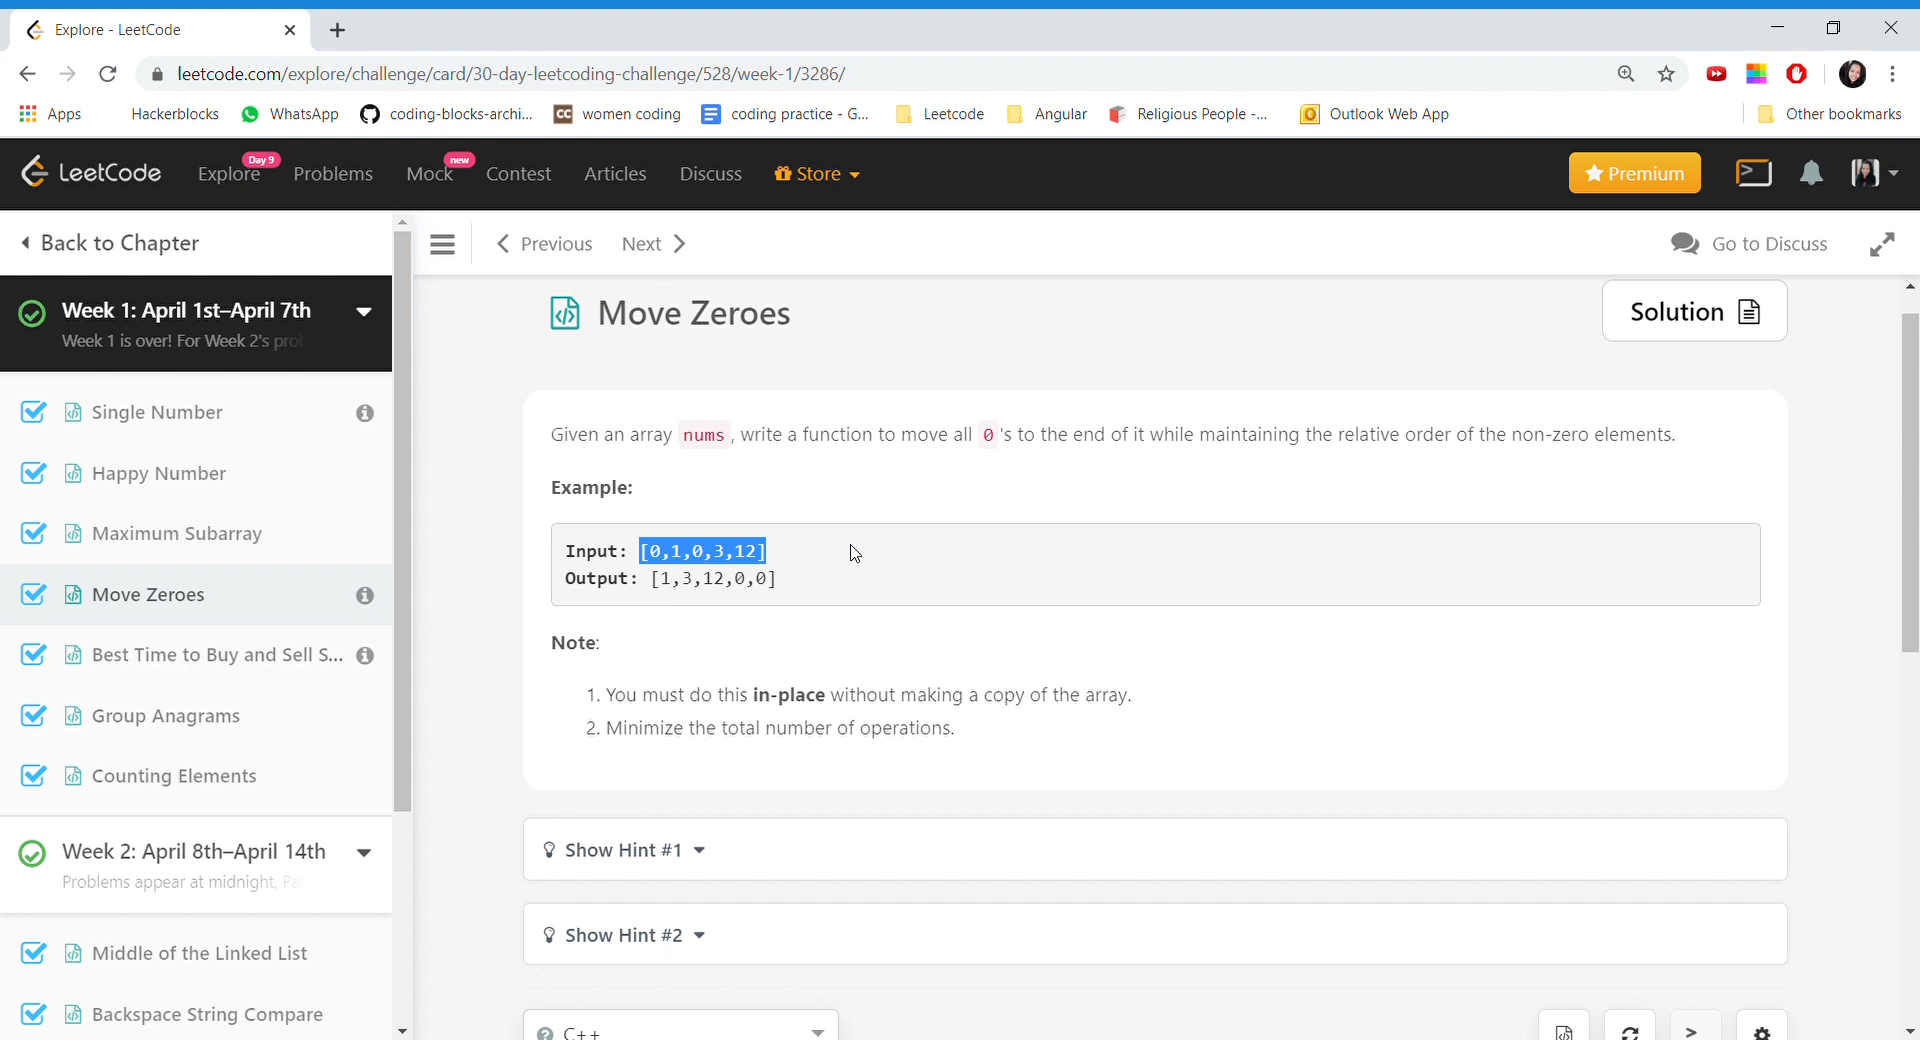 Explore - LeetCode
leetcode.com/explore/challenge/card/30-day-leetcoding-challenge/528/week-1/3286/
Apps Hackerblocks WhatsApp coding-blocks-archi... CC women coding coding practice - G... Leetcode Angular Religious People -... Outlook Web App Other bookmarks
LeetCode Explore Day 9 Problems Mock new Contest Articles Discuss Store Premium
Back to Chapter
Previous Next Go to Discuss
Week 1: April 1st–April 7th
Week 1 is over! For Week 2's pro
Single Number
Happy Number
Maximum Subarray
Move Zeroes
Best Time to Buy and Sell S...
Group Anagrams
Counting Elements
Week 2: April 8th–April 14th
Problems appear at midnight, Pac
Middle of the Linked List
Backspace String Compare
Move Zeroes
Solution
Given an array nums, write a function to move all 0's to the end of it while maintaining the relative order of the non-zero elements.
Example:
Input: [0,1,0,3,12]
Output: [1,3,12,0,0]
Note:
1. You must do this in-place without making a copy of the array.
2. Minimize the total number of operations.
Show Hint #1
Show Hint #2
C++